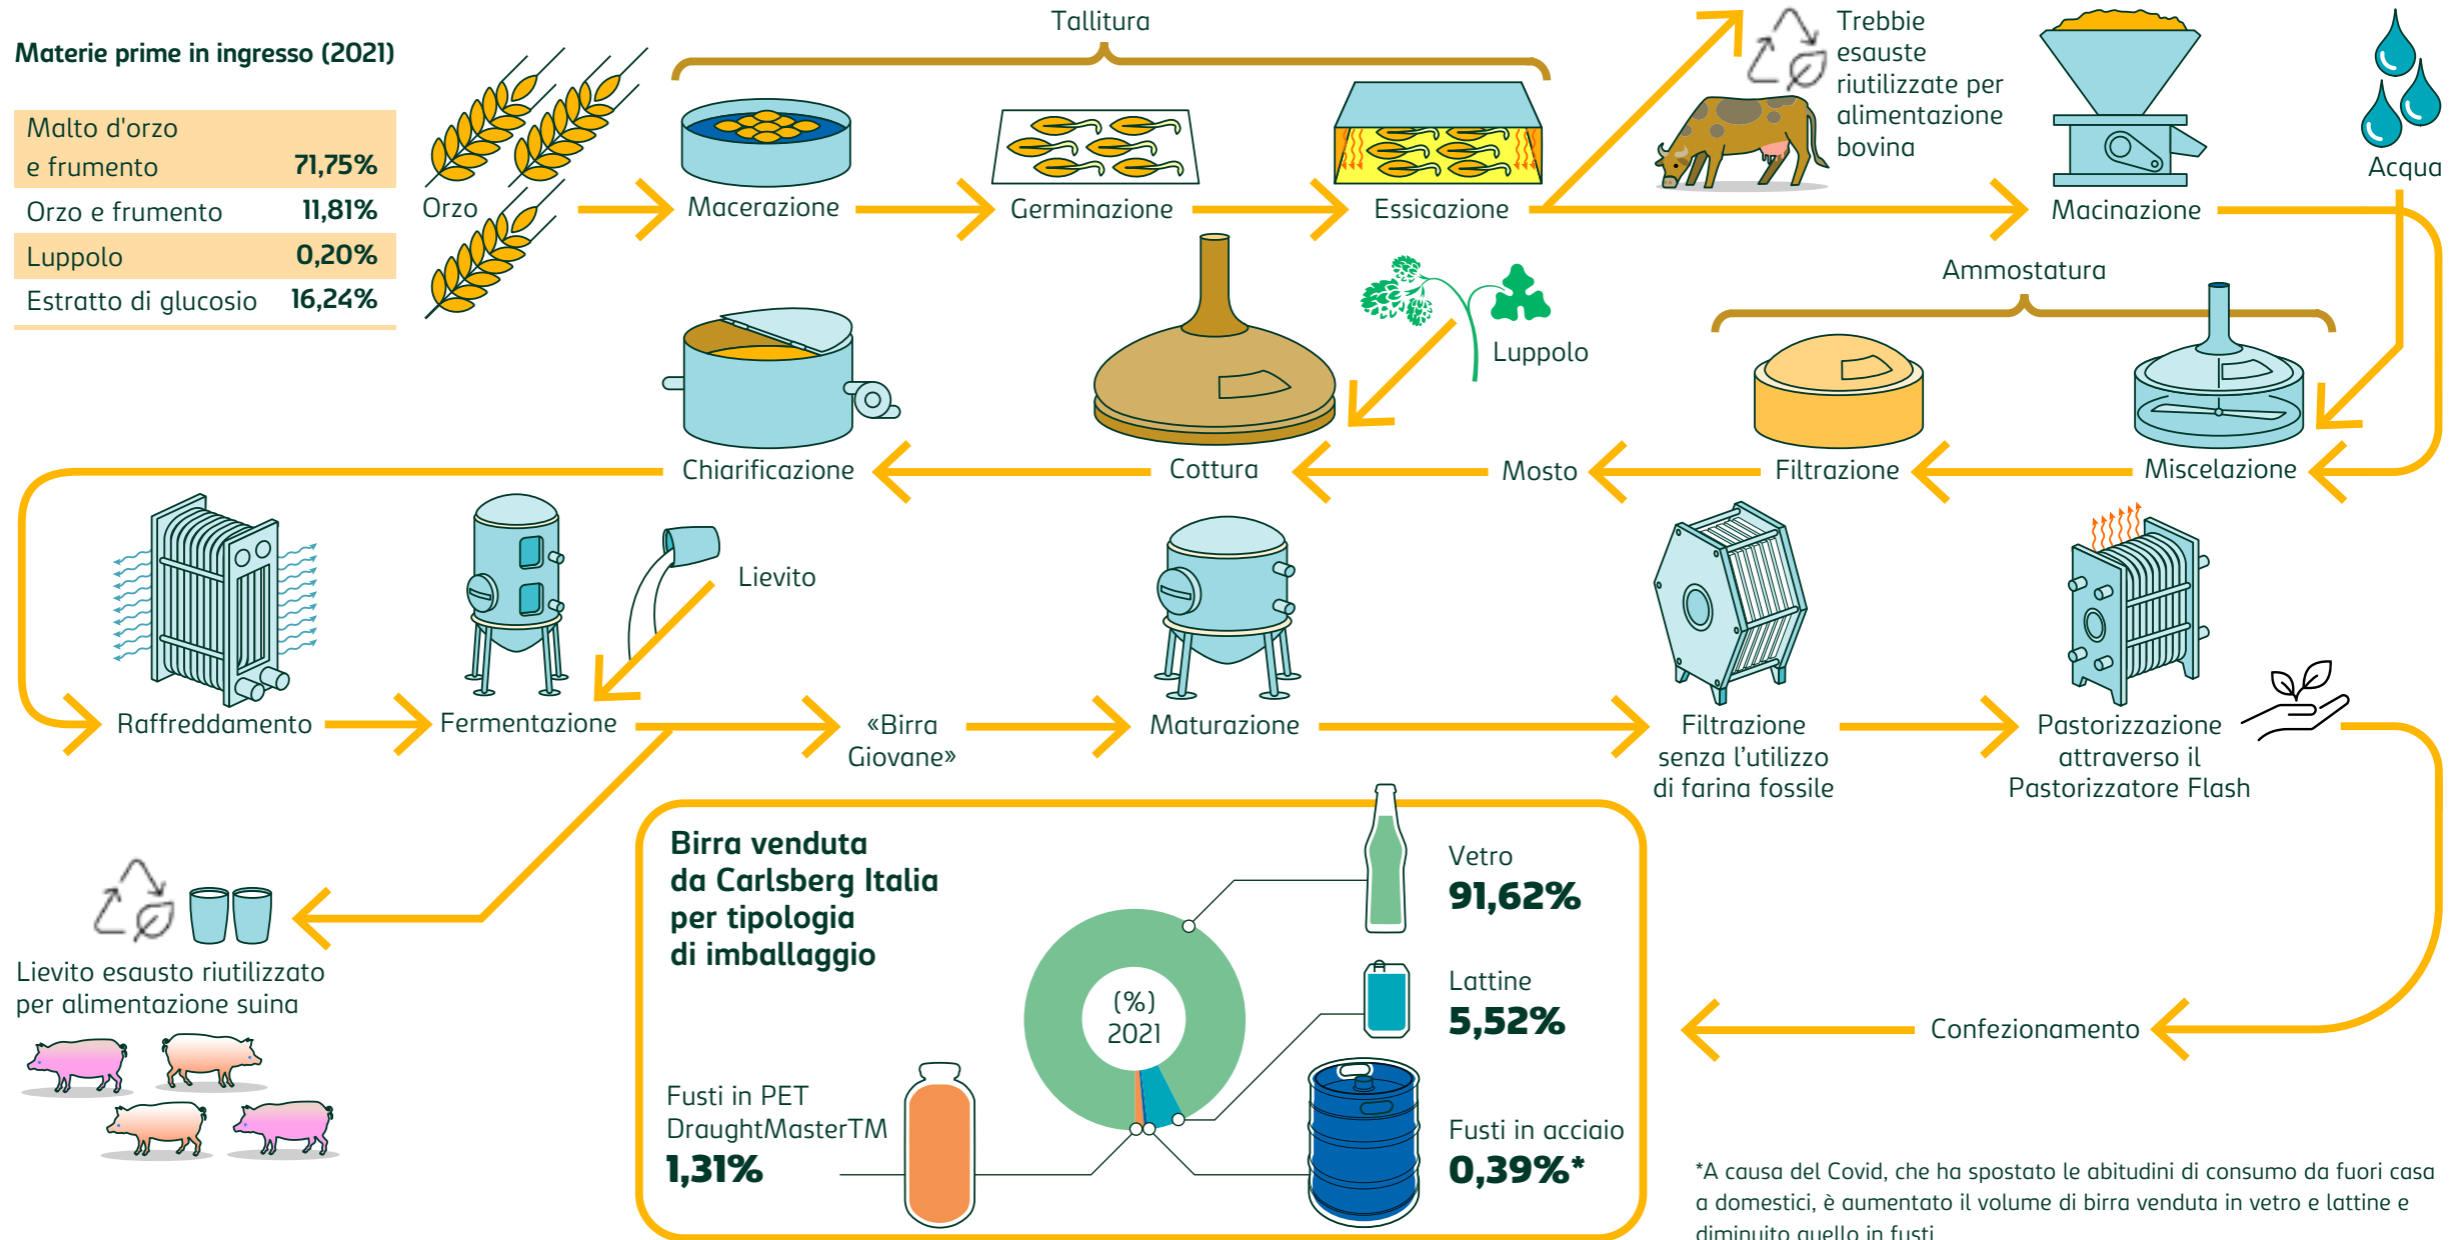 Materie prime in ingresso (2021)
Malto d'orzo
e frumento 71,75%
Orzo e frumento 11,81%
Luppolo 0,20%
Estratto di glucosio 16,24%
Orzo
Tallitura
Macerazione
Germinazione
Essicazione
Trebbie
esauste
riutilizzate per
alimentazione
bovina
Macinazione
Acqua
Ammostatura
Luppolo
Chiarificazione
Cottura
Mosto
Filtrazione
Miscelazione
Lievito
Raffreddamento
Fermentazione
«Birra
Giovane»
Maturazione
Filtrazione
senza l’utilizzo
di farina fossile
Pastorizzazione
attraverso il
Pastorizzatore Flash
Lievito esausto riutilizzato
per alimentazione suina
Birra venduta
da Carlsberg Italia
per tipologia
di imballaggio
(%)
2021
Vetro
91,62%
Lattine
5,52%
Fusti in acciaio
0,39%*
Fusti in PET
DraughtMasterTM
1,31%
Confezionamento
*A causa del Covid, che ha spostato le abitudini di consumo da fuori casa
a domestici, è aumentato il volume di birra venduta in vetro e lattine e
diminuito quello in fusti